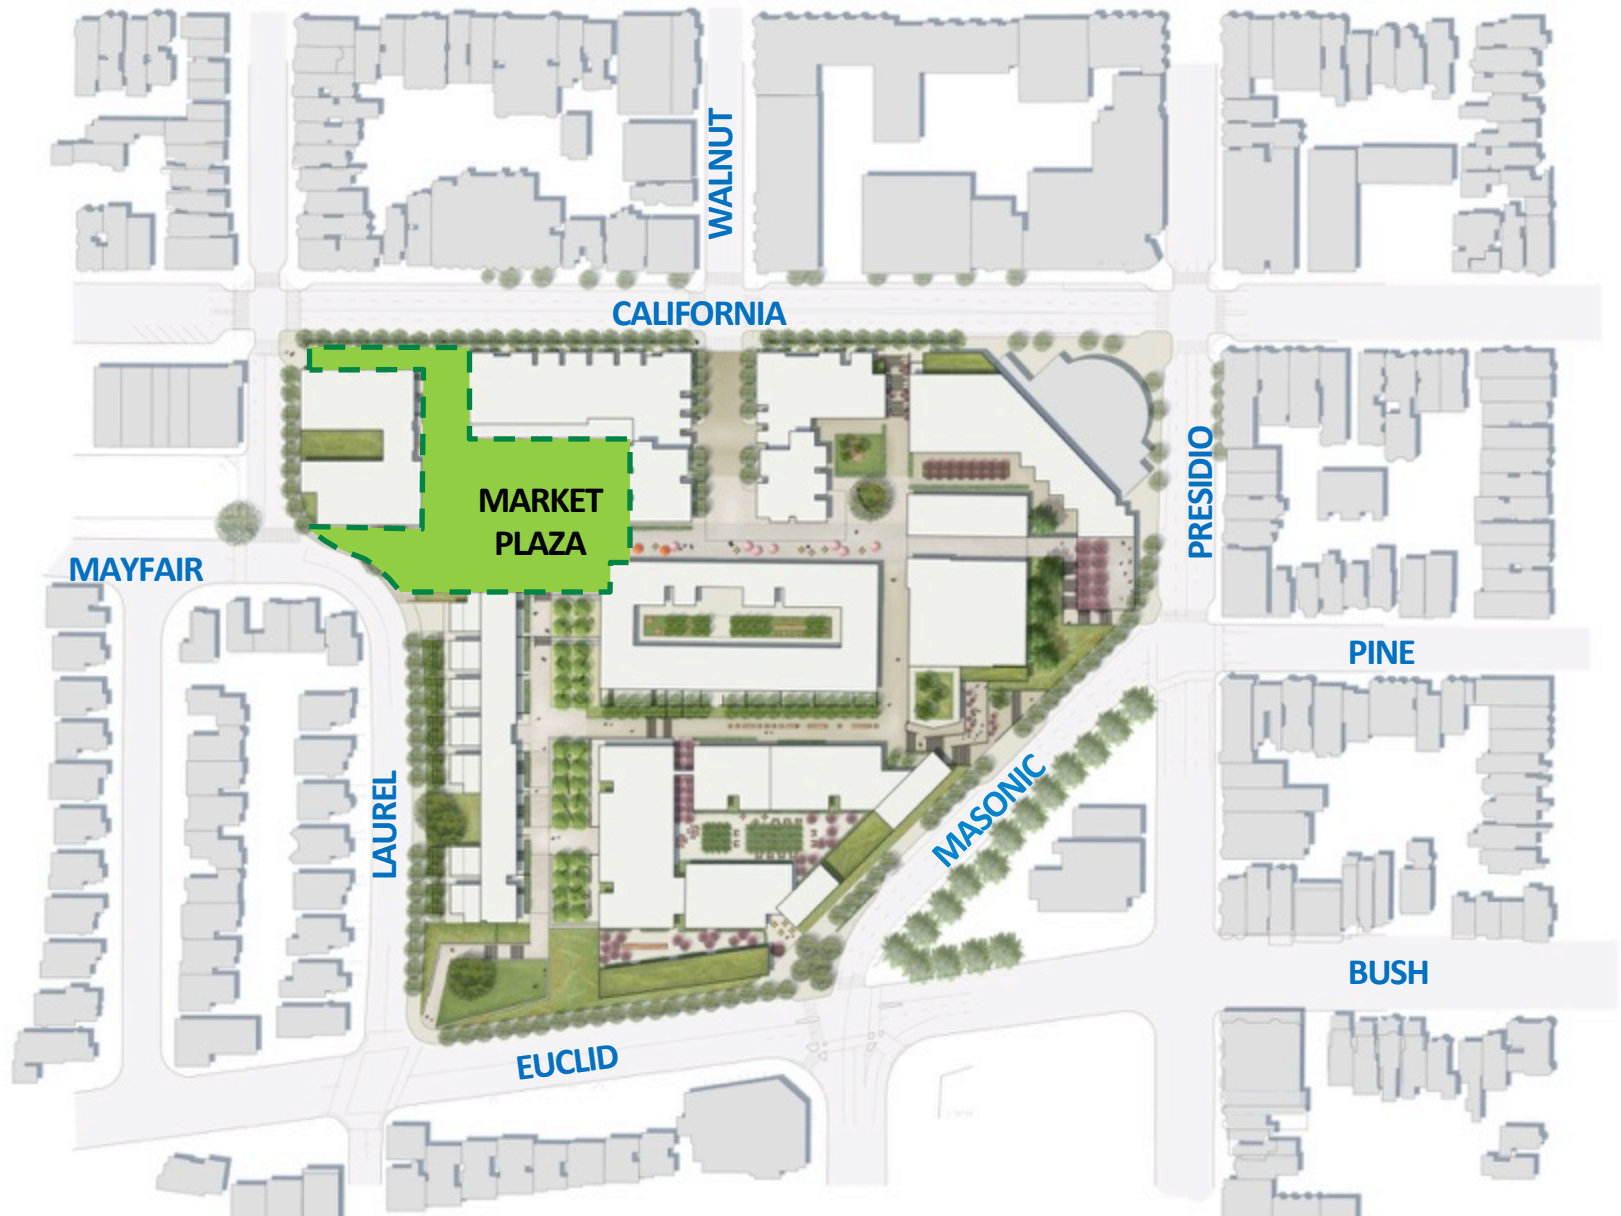 WALNUT
CALIFORNIA
PRESIDIO
MARKET
PLAZA
MAYFAIR
PINE
LAUREL
MASONIC
BUSH
EUCLID